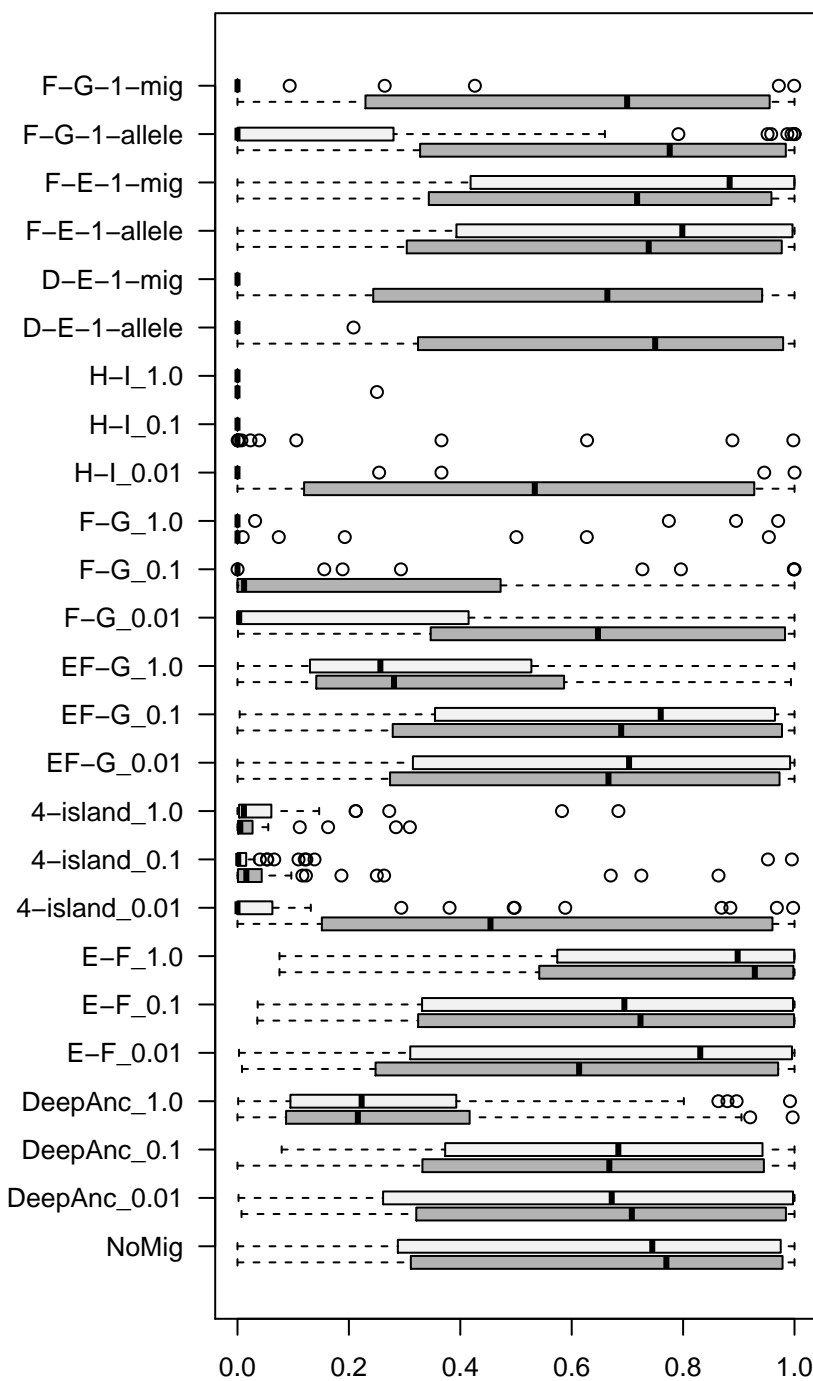 F−G−1−mig
F−G−1−allele
F−E−1−mig
F−E−1−allele
D−E−1−mig
D−E−1−allele
H−I_1.0
H−I_0.1
H−I_0.01
F−G_1.0
F−G_0.1
F−G_0.01
EF−G_1.0
EF−G_0.1
EF−G_0.01
4−island_1.0
4−island_0.1
4−island_0.01
E−F_1.0
E−F_0.1
E−F_0.01
DeepAnc_1.0
DeepAnc_0.1
DeepAnc_0.01
NoMig
0.0 0.2 0.4 0.6 0.8 1.0